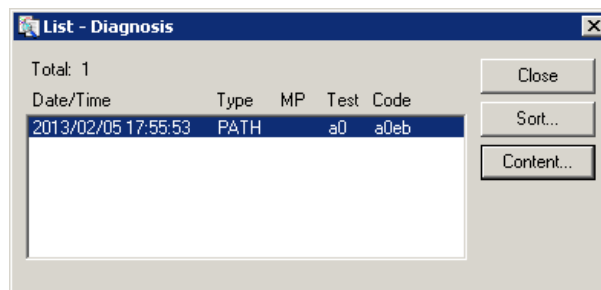 List - Diagnosis
Total: 1
Close
Date/Time Type MP Test Code
Sort...
2013/02/05 17:55:53 PATH a0 a0eb
Content...